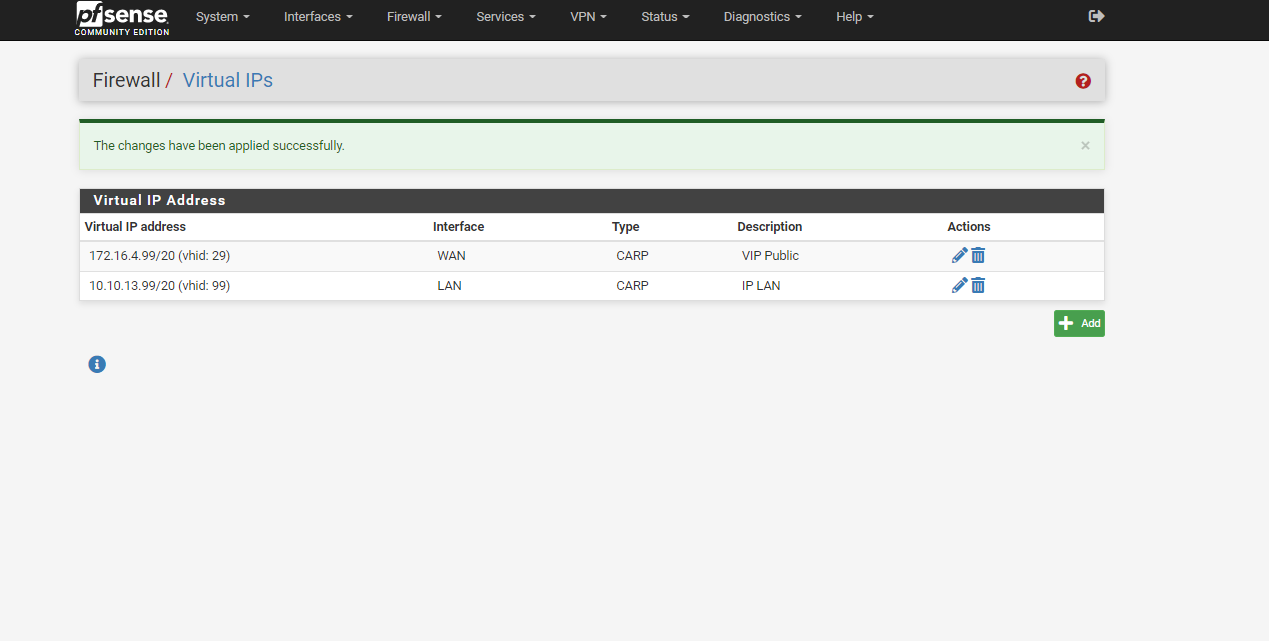 pfsense System Interfaces Firewall Services VPN Status Diagnostics Help
COMMUNITY EDITION
Firewall / Virtual IPs
The changes have been applied successfully. ×
Virtual IP Address
Virtual IP address Interface Type Description Actions
172.16.4.99/20 (vhid: 29) WAN CARP VIP Public
10.10.13.99/20 (vhid: 99) LAN CARP IP LAN
Add